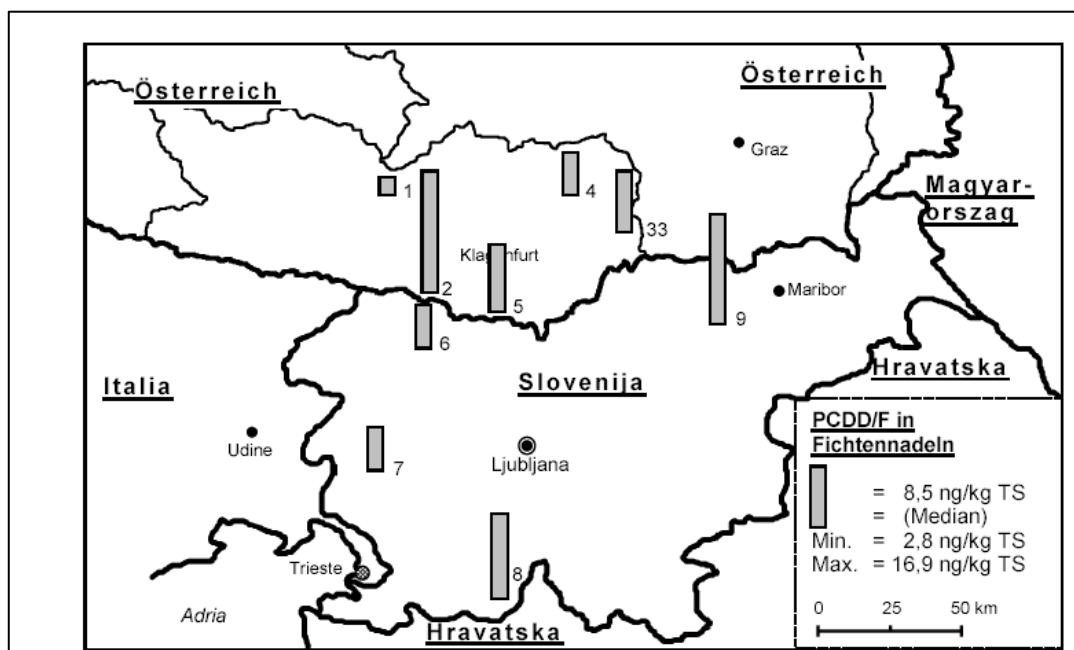 Österreich
Österreich
Graz
Magyar-
orszag
1
4
33
Klagenfurt
2
5
Maribor
9
6
Hravatska
Italia
Slovenija
Udine
Ljubljana
7
PCDD/F in
Fichtennadeln
= 8,5 ng/kg TS
= (Median)
Min. = 2,8 ng/kg TS
Max. = 16,9 ng/kg TS
Trieste
8
0 25 50 km
Adria
Hravatska